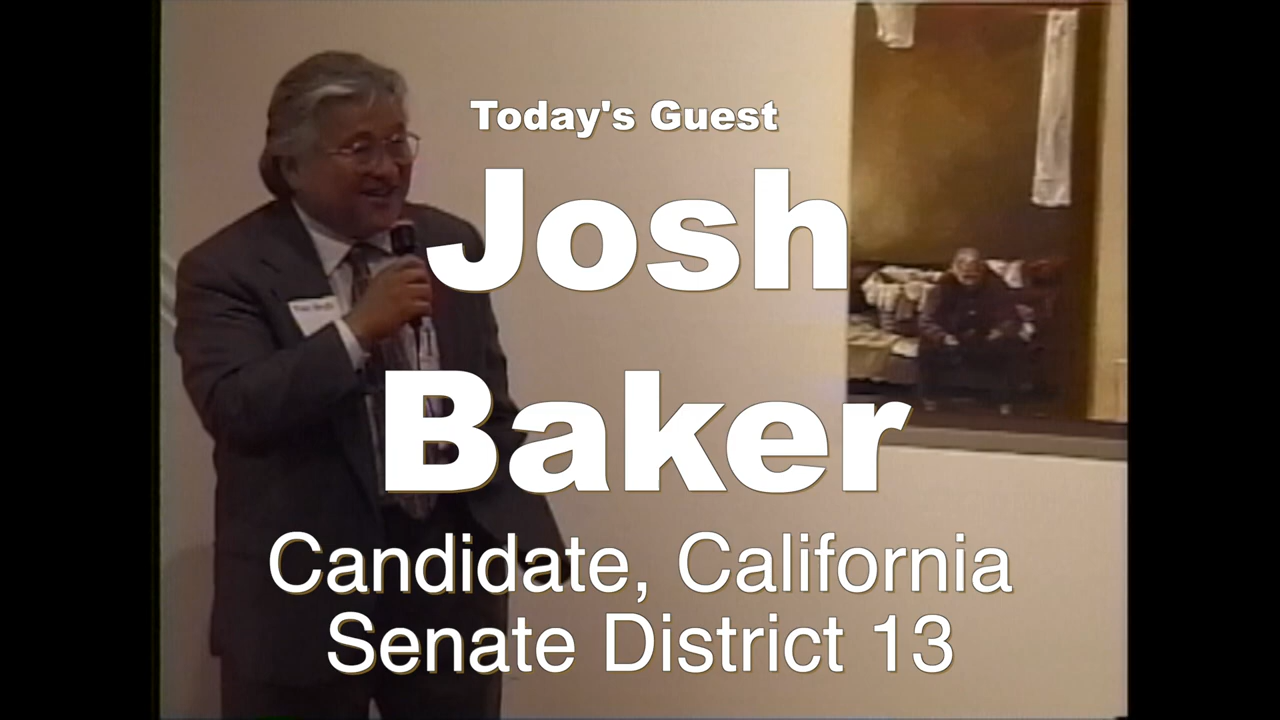 Today's Guest
Josh
Baker
Candidate, California
Senate District 13